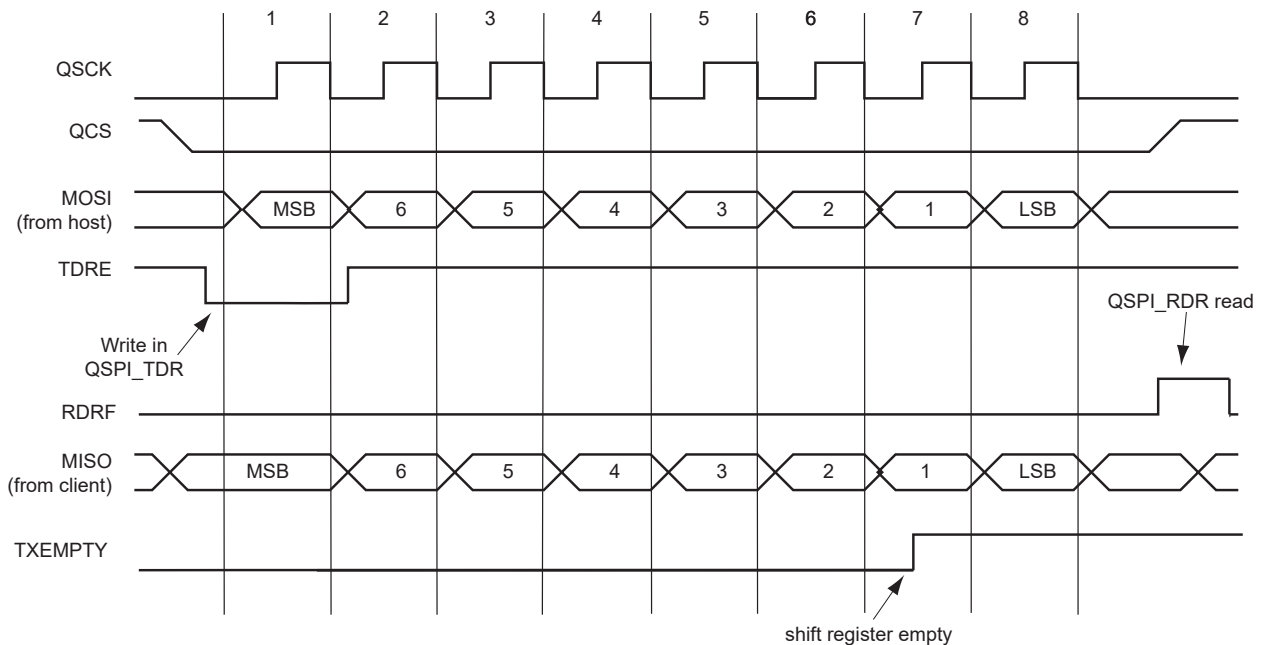 1 2 3 4 5 6 7 8
QSCK
QCS
MOSI
(from host)
MSB 6 5 4 3 2 1 LSB
TDRE
QSPI_RDR read
Write in
QSPI_TDR
RDRF
MISO
(from client)
MSB 6 5 4 3 2 1 LSB
TXEMPTY
shift register empty